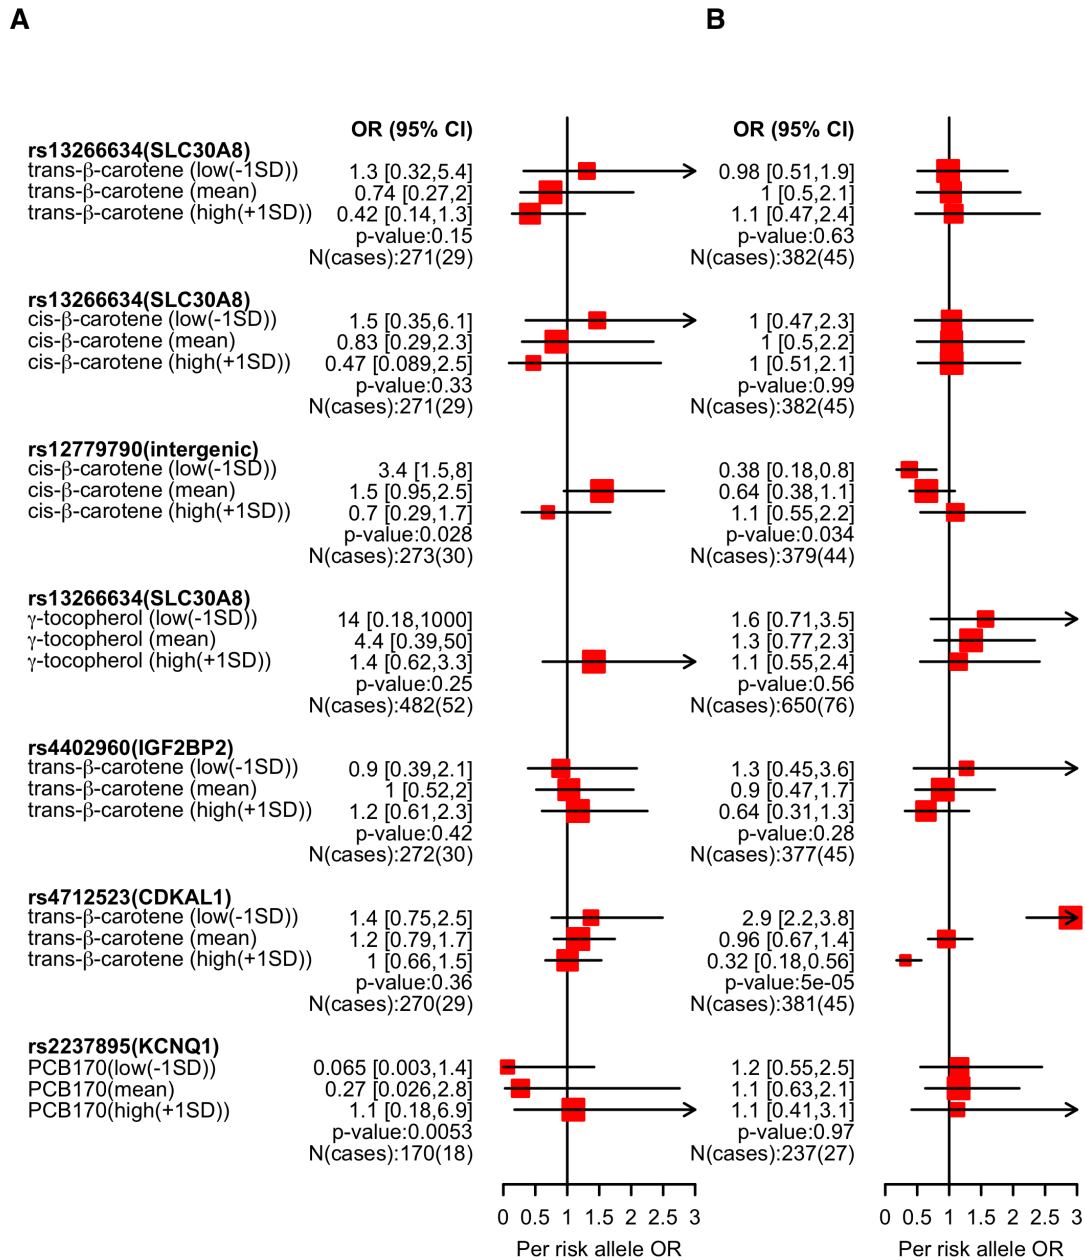 A B
OR (95% CI) OR (95% CI)
rs13266634(SLC30A8)
trans-β-carotene (low(-1SD)) 1.3 [0.32,5.4] 0.98 [0.51,1.9]
trans-β-carotene (mean) 0.74 [0.27,2] 1 [0.5,2.1]
trans-β-carotene (high(+1SD)) 0.42 [0.14,1.3] 1.1 [0.47,2.4]
p-value:0.15 p-value:0.63
N(cases):271(29) N(cases):382(45)
rs13266634(SLC30A8)
cis-β-carotene (low(-1SD)) 1.5 [0.35,6.1] 1 [0.47,2.3]
cis-β-carotene (mean) 0.83 [0.29,2.3] 1 [0.5,2.2]
cis-β-carotene (high(+1SD)) 0.47 [0.089,2.5] 1 [0.51,2.1]
p-value:0.33 p-value:0.99
N(cases):271(29) N(cases):382(45)
rs12779790(intergenic)
cis-β-carotene (low(-1SD)) 3.4 [1.5,8] 0.38 [0.18,0.8]
cis-β-carotene (mean) 1.5 [0.95,2.5] 0.64 [0.38,1.1]
cis-β-carotene (high(+1SD)) 0.7 [0.29,1.7] 1.1 [0.55,2.2]
p-value:0.028 p-value:0.034
N(cases):273(30) N(cases):379(44)
rs13266634(SLC30A8)
γ-tocopherol (low(-1SD)) 14 [0.18,1000] 1.6 [0.71,3.5]
γ-tocopherol (mean) 4.4 [0.39,50] 1.3 [0.77,2.3]
γ-tocopherol (high(+1SD)) 1.4 [0.62,3.3] 1.1 [0.55,2.4]
p-value:0.25 p-value:0.56
N(cases):482(52) N(cases):650(76)
rs4402960(IGF2BP2)
trans-β-carotene (low(-1SD)) 0.9 [0.39,2.1] 1.3 [0.45,3.6]
trans-β-carotene (mean) 1 [0.52,2] 0.9 [0.47,1.7]
trans-β-carotene (high(+1SD)) 1.2 [0.61,2.3] 0.64 [0.31,1.3]
p-value:0.42 p-value:0.28
N(cases):272(30) N(cases):377(45)
rs4712523(CDKAL1)
trans-β-carotene (low(-1SD)) 1.4 [0.75,2.5] 2.9 [2.2,3.8]
trans-β-carotene (mean) 1.2 [0.79,1.7] 0.96 [0.67,1.4]
trans-β-carotene (high(+1SD)) 1 [0.66,1.5] 0.32 [0.18,0.56]
p-value:0.36 p-value:5e-05
N(cases):270(29) N(cases):381(45)
rs2237895(KCNQ1)
PCB170(low(-1SD)) 0.065 [0.003,1.4] 1.2 [0.55,2.5]
PCB170(mean) 0.27 [0.026,2.8] 1.1 [0.63,2.1]
PCB170(high(+1SD)) 1.1 [0.18,6.9] 1.1 [0.41,3.1]
p-value:0.0053 p-value:0.97
N(cases):170(18) N(cases):237(27)
0 0.5 1 1.5 2 2.5 3 0 0.5 1 1.5 2 2.5 3
Per risk allele OR Per risk allele OR